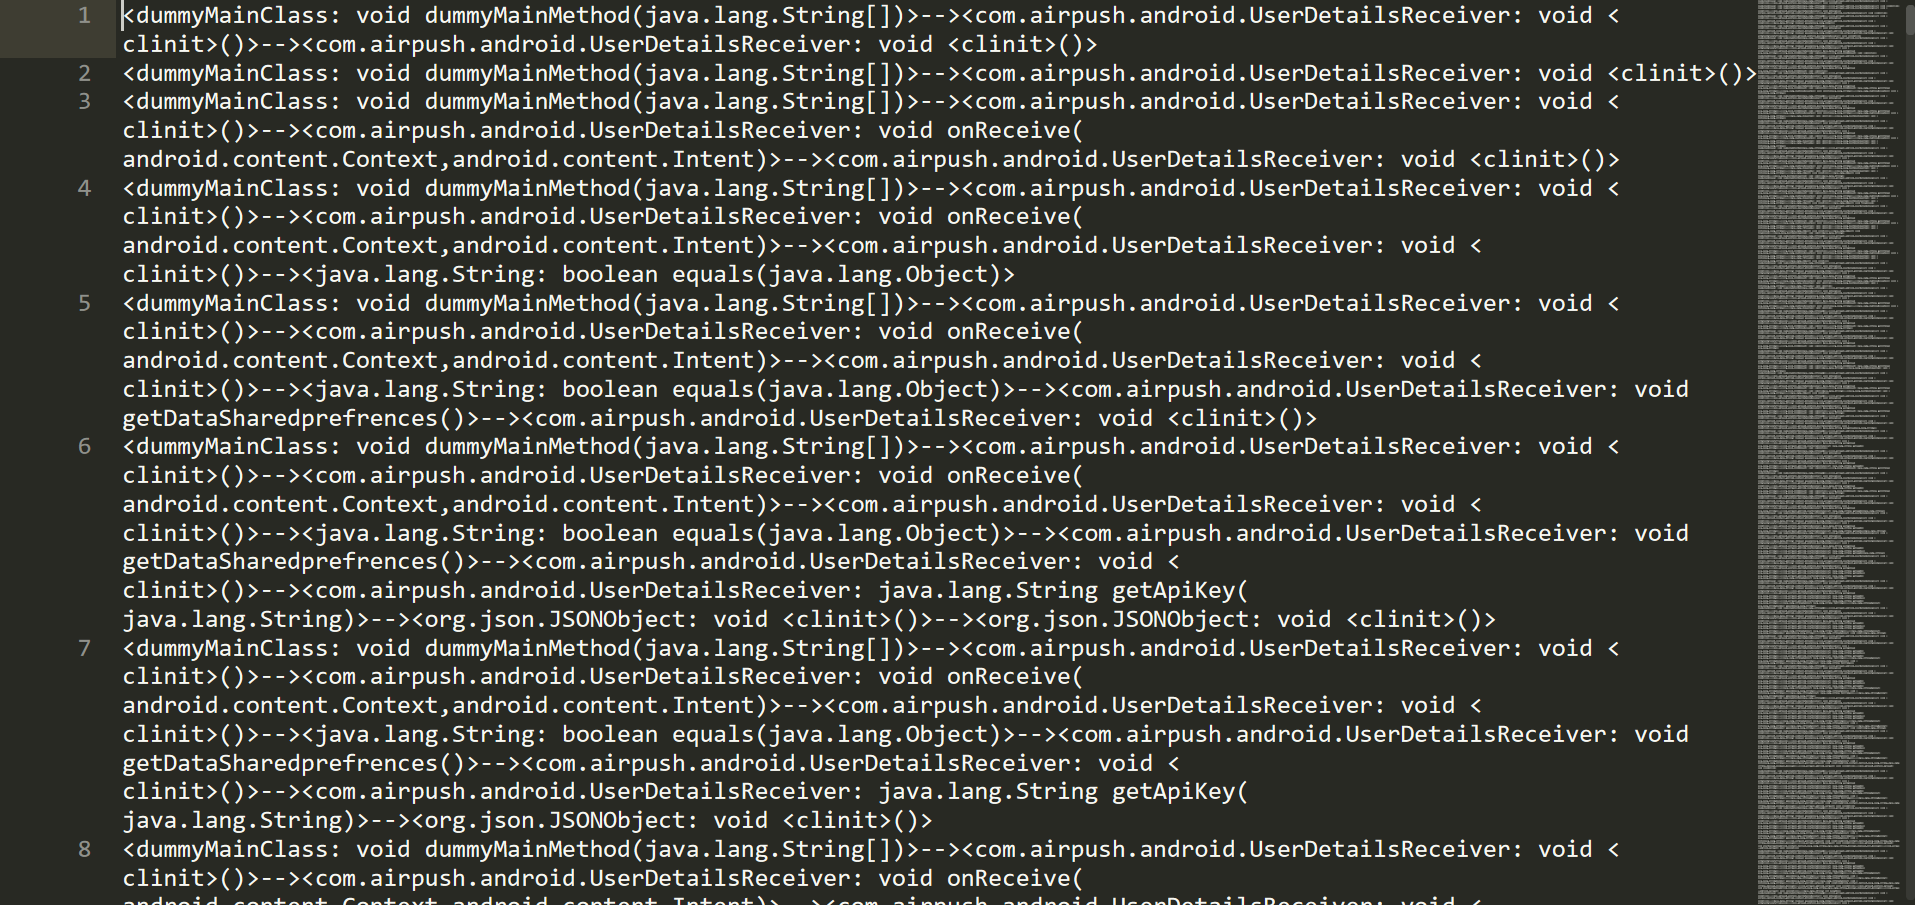 1 <dummyMainClass: void dummyMainMethod(java.lang.String[])>--><com.airpush.android.UserDetailsReceiver: void <
clinit>()>--><com.airpush.android.UserDetailsReceiver: void <clinit>()>
2 <dummyMainClass: void dummyMainMethod(java.lang.String[])>--><com.airpush.android.UserDetailsReceiver: void <clinit>()>
3 <dummyMainClass: void dummyMainMethod(java.lang.String[])>--><com.airpush.android.UserDetailsReceiver: void <
clinit>()>--><com.airpush.android.UserDetailsReceiver: void onReceive(
android.content.Context,android.content.Intent)>--><com.airpush.android.UserDetailsReceiver: void <clinit>()>
4 <dummyMainClass: void dummyMainMethod(java.lang.String[])>--><com.airpush.android.UserDetailsReceiver: void <
clinit>()>--><com.airpush.android.UserDetailsReceiver: void onReceive(
android.content.Context,android.content.Intent)>--><com.airpush.android.UserDetailsReceiver: void <
clinit>()>--><java.lang.String: boolean equals(java.lang.Object)>
5 <dummyMainClass: void dummyMainMethod(java.lang.String[])>--><com.airpush.android.UserDetailsReceiver: void <
clinit>()>--><com.airpush.android.UserDetailsReceiver: void onReceive(
android.content.Context,android.content.Intent)>--><com.airpush.android.UserDetailsReceiver: void <
clinit>()>--><java.lang.String: boolean equals(java.lang.Object)>--><com.airpush.android.UserDetailsReceiver: void
getDataSharedprefrences()>--><com.airpush.android.UserDetailsReceiver: void <clinit>()>
6 <dummyMainClass: void dummyMainMethod(java.lang.String[])>--><com.airpush.android.UserDetailsReceiver: void <
clinit>()>--><com.airpush.android.UserDetailsReceiver: void onReceive(
android.content.Context,android.content.Intent)>--><com.airpush.android.UserDetailsReceiver: void <
clinit>()>--><java.lang.String: boolean equals(java.lang.Object)>--><com.airpush.android.UserDetailsReceiver: void
getDataSharedprefrences()>--><com.airpush.android.UserDetailsReceiver: void <
clinit>()>--><com.airpush.android.UserDetailsReceiver: java.lang.String getApiKey(
java.lang.String)>--><org.json.JSONObject: void <clinit>()>--><org.json.JSONObject: void <clinit>()>
7 <dummyMainClass: void dummyMainMethod(java.lang.String[])>--><com.airpush.android.UserDetailsReceiver: void <
clinit>()>--><com.airpush.android.UserDetailsReceiver: void onReceive(
android.content.Context,android.content.Intent)>--><com.airpush.android.UserDetailsReceiver: void <
clinit>()>--><java.lang.String: boolean equals(java.lang.Object)>--><com.airpush.android.UserDetailsReceiver: void
getDataSharedprefrences()>--><com.airpush.android.UserDetailsReceiver: void <
clinit>()>--><com.airpush.android.UserDetailsReceiver: java.lang.String getApiKey(
java.lang.String)>--><org.json.JSONObject: void <clinit>()>
8 <dummyMainClass: void dummyMainMethod(java.lang.String[])>--><com.airpush.android.UserDetailsReceiver: void <
clinit>()>--><com.airpush.android.UserDetailsReceiver: void onReceive(
android.content.Context,android.content.Intent)>--><com.airpush.android.UserDetailsReceiver: void <